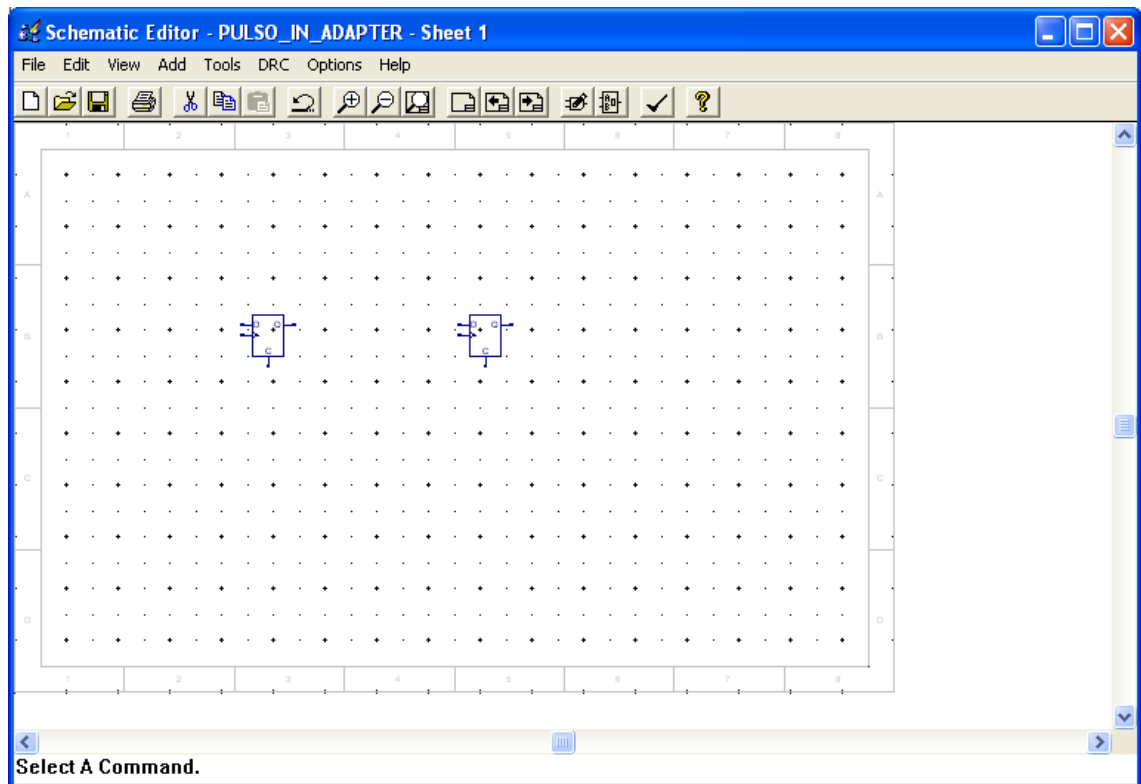 Schematic Editor - PULSO_IN_ADAPTER - Sheet 1
File Edit View Add Tools DRC Options Help
1 2 3 4 5 6 7 8
A A
D Q D Q
B B
C C
C C
D D
1 2 3 4 5 6 7 8
Select A Command.